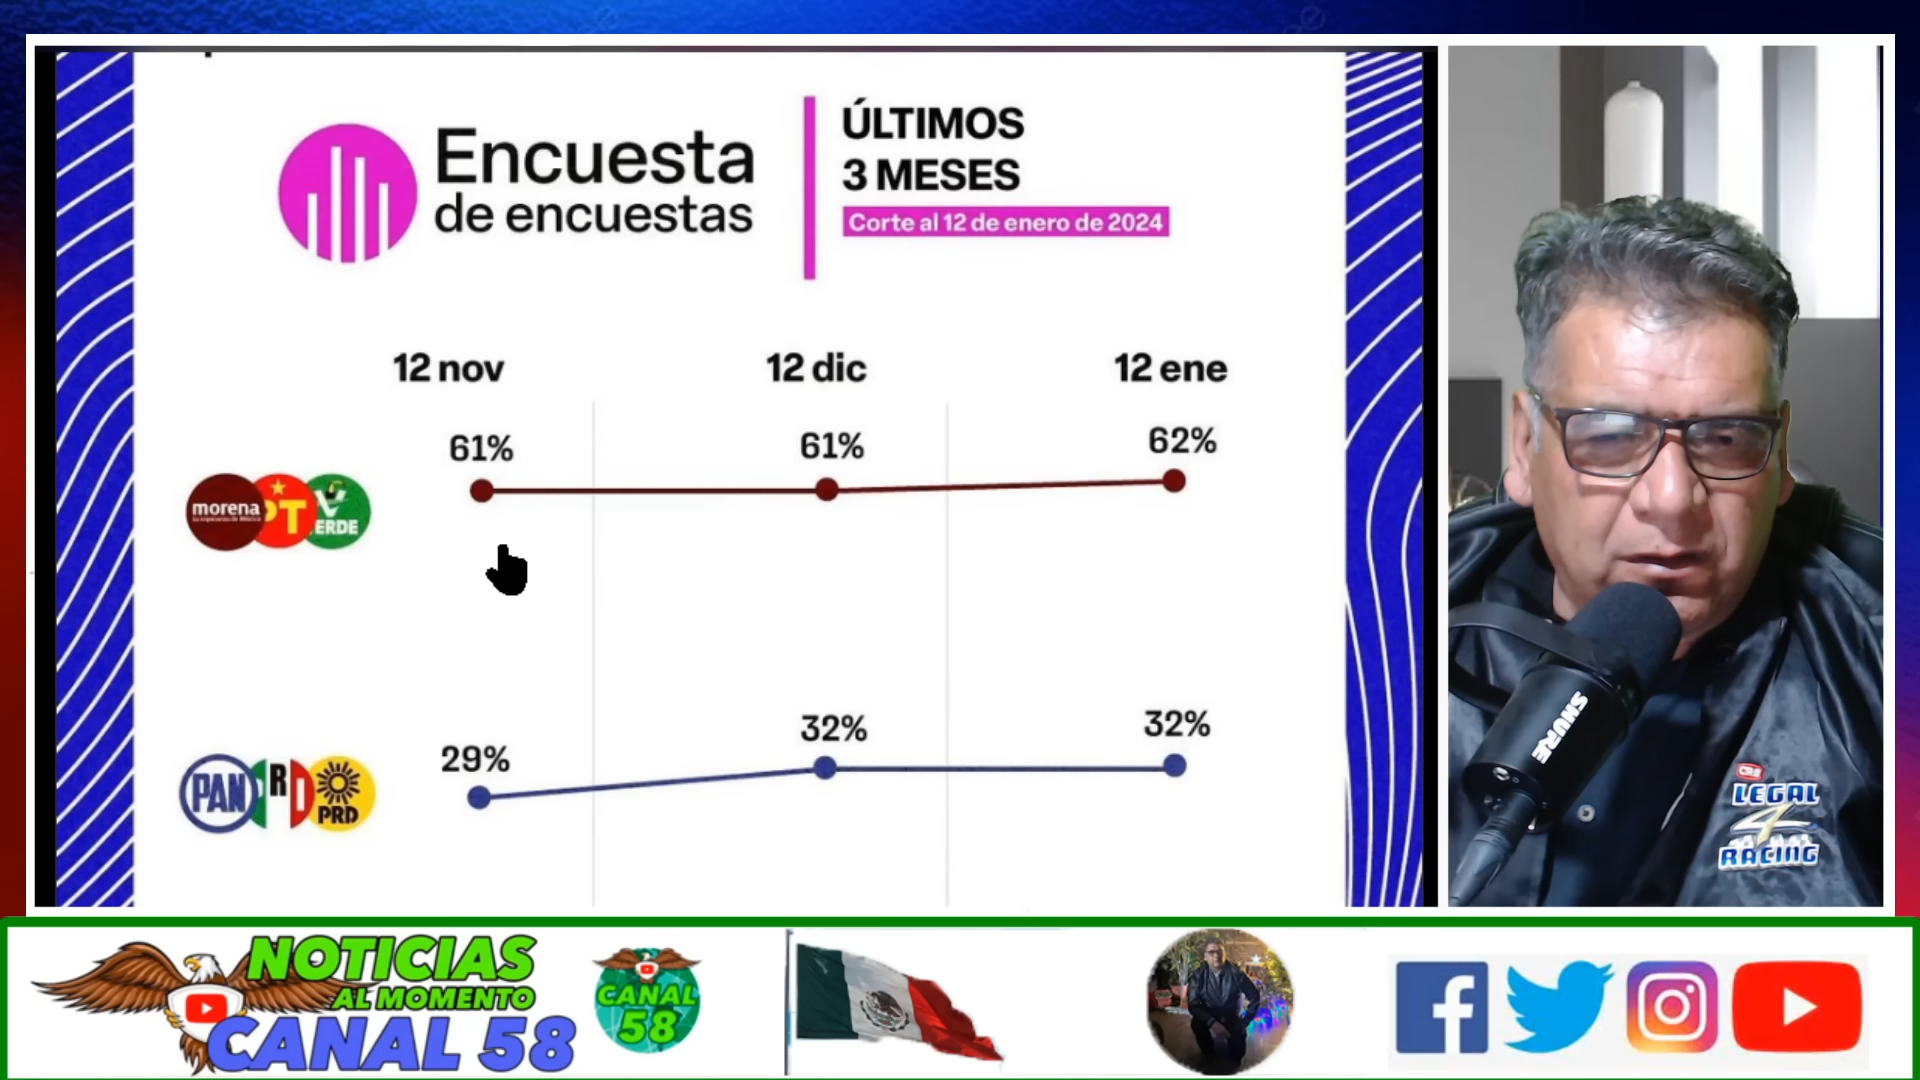 Encuesta
de encuestas
ÚLTIMOS
3 MESES
Corte al 12 de enero de 2024
12 nov
12 dic
12 ene
61%
61%
62%
morena
PT
VERDE
29%
32%
32%
PAN
RD
PRD
SHURE
CRS
LEGAL
RACING
NOTICIAS
AL MOMENTO
CANAL 58
CANAL
58